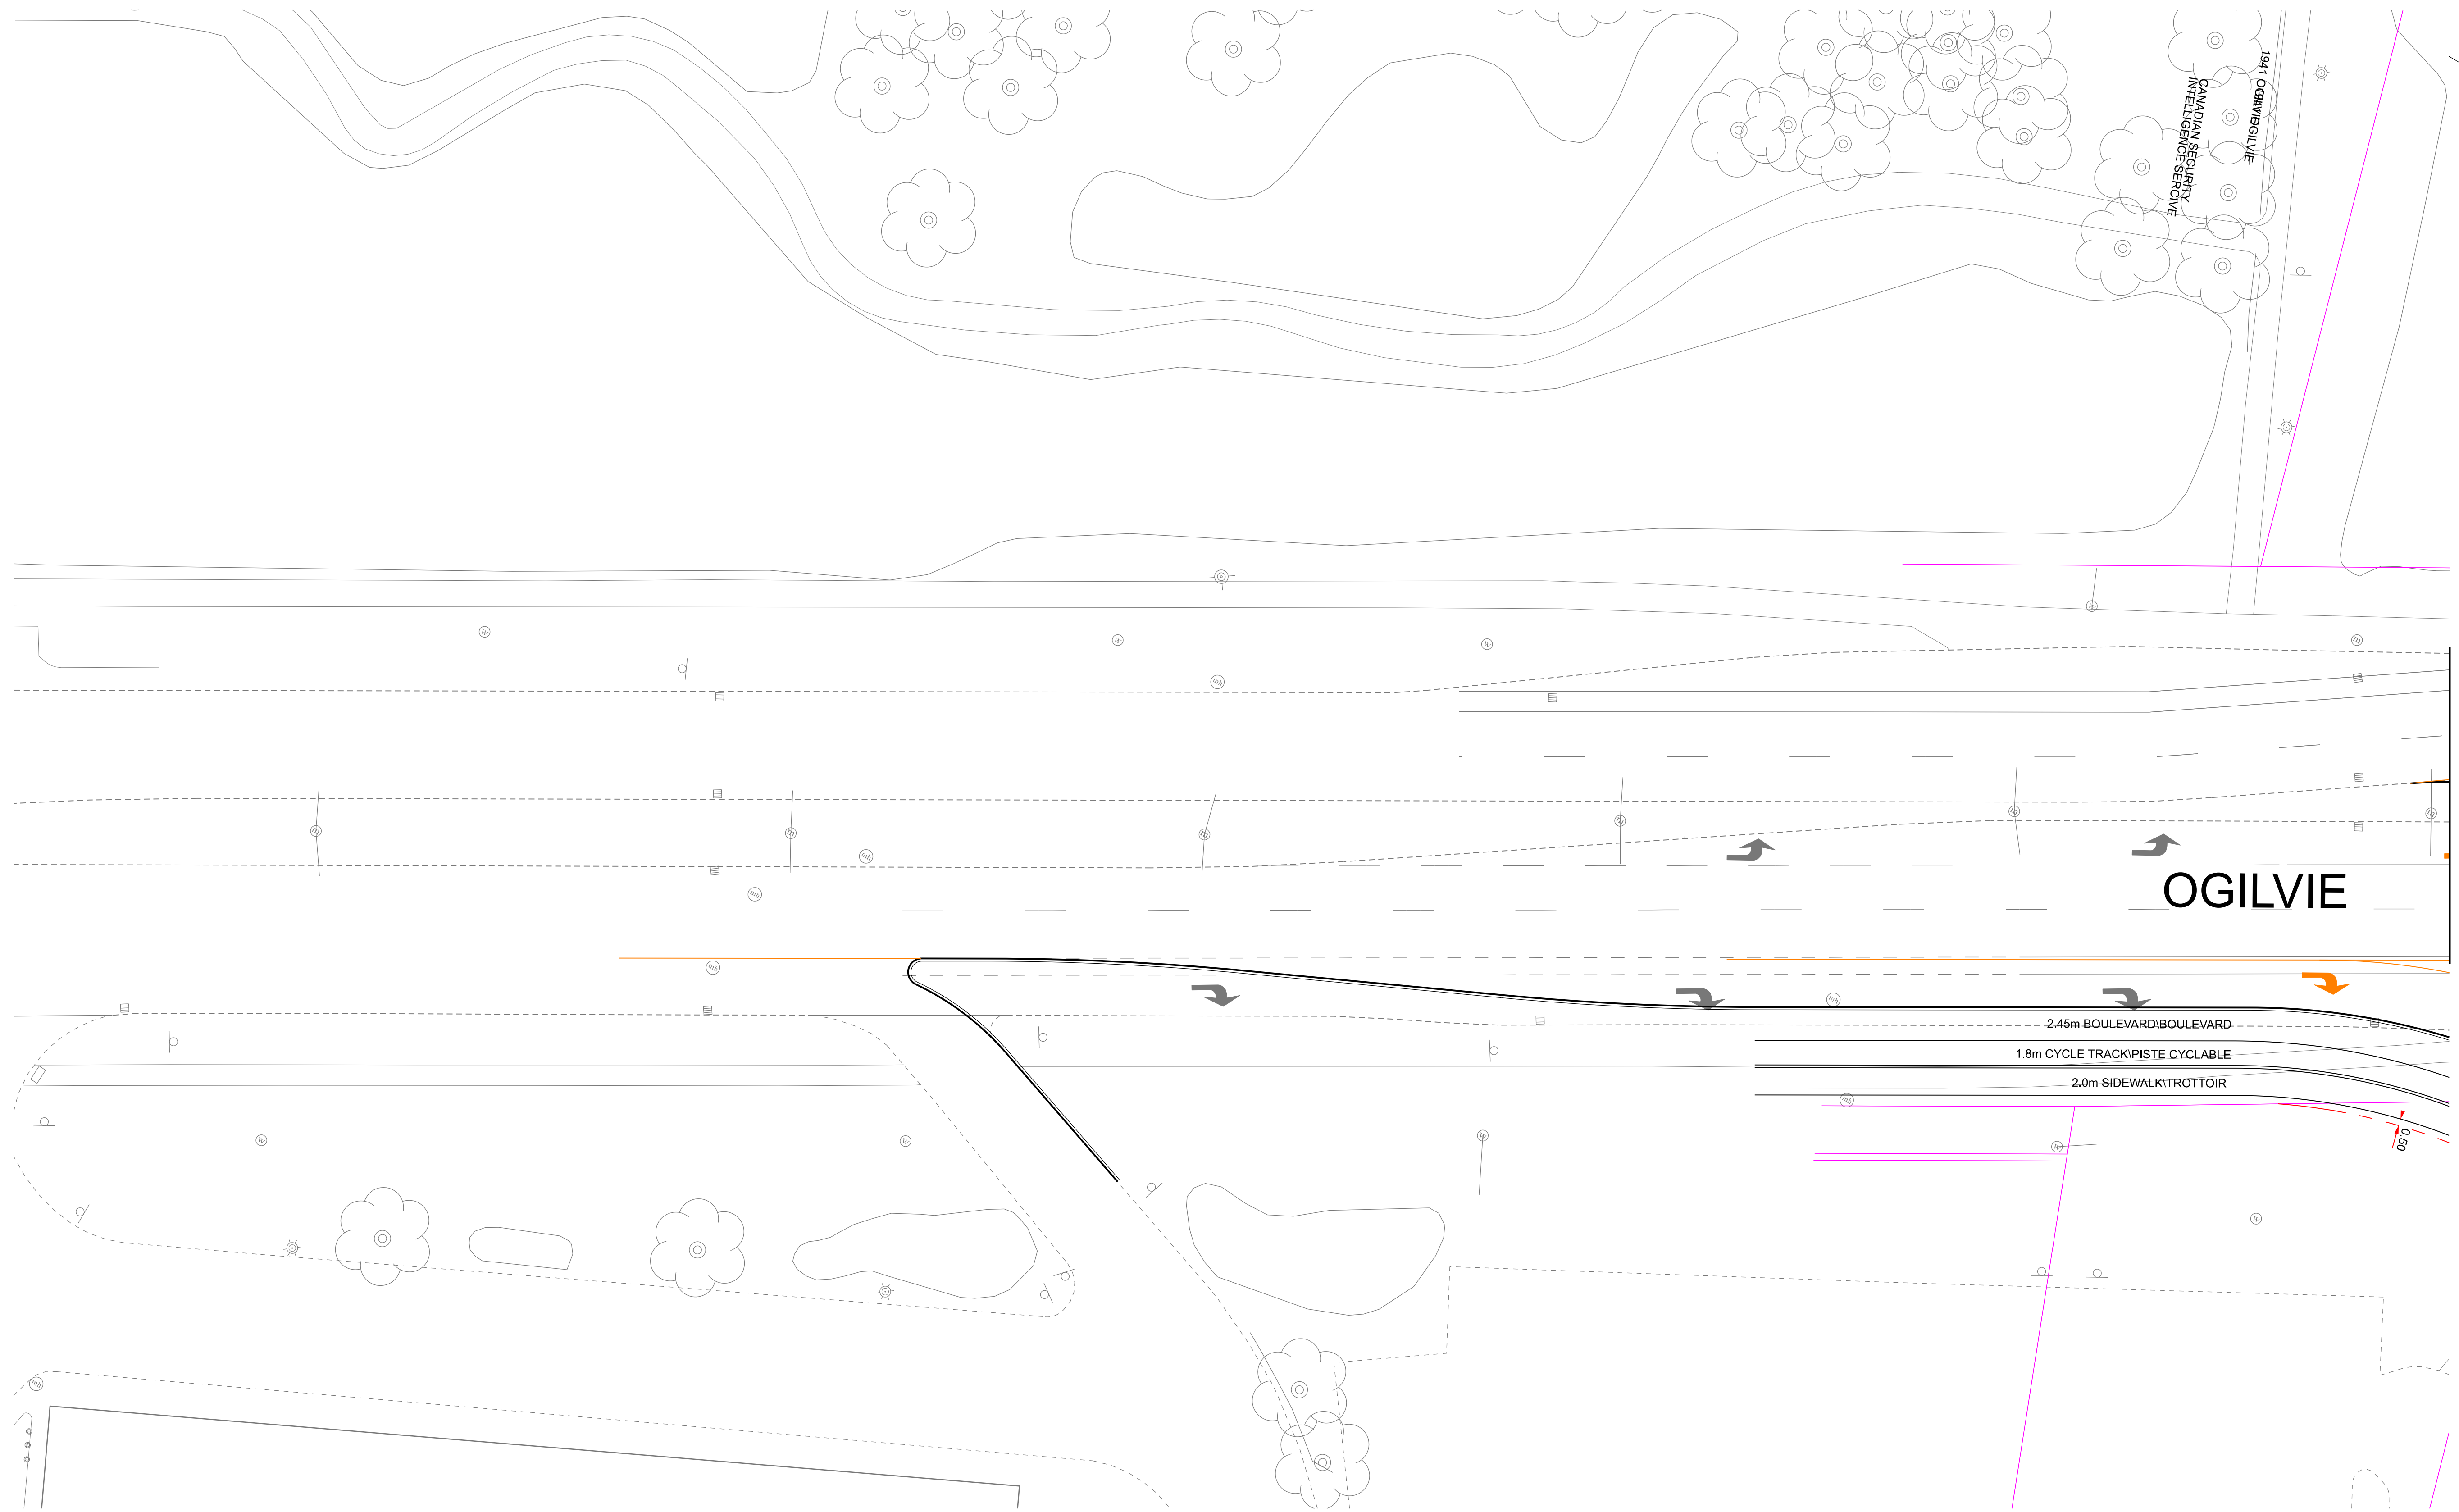 1941 OGILVIE
CANADIAN SECURITY
INTELLIGENCE SERCIVE
OGILVIE
2.45m BOULEVARD\BOULEVARD
1.8m CYCLE TRACK\PISTE CYCLABLE
2.0m SIDEWALK\TROTTOIR
0.50